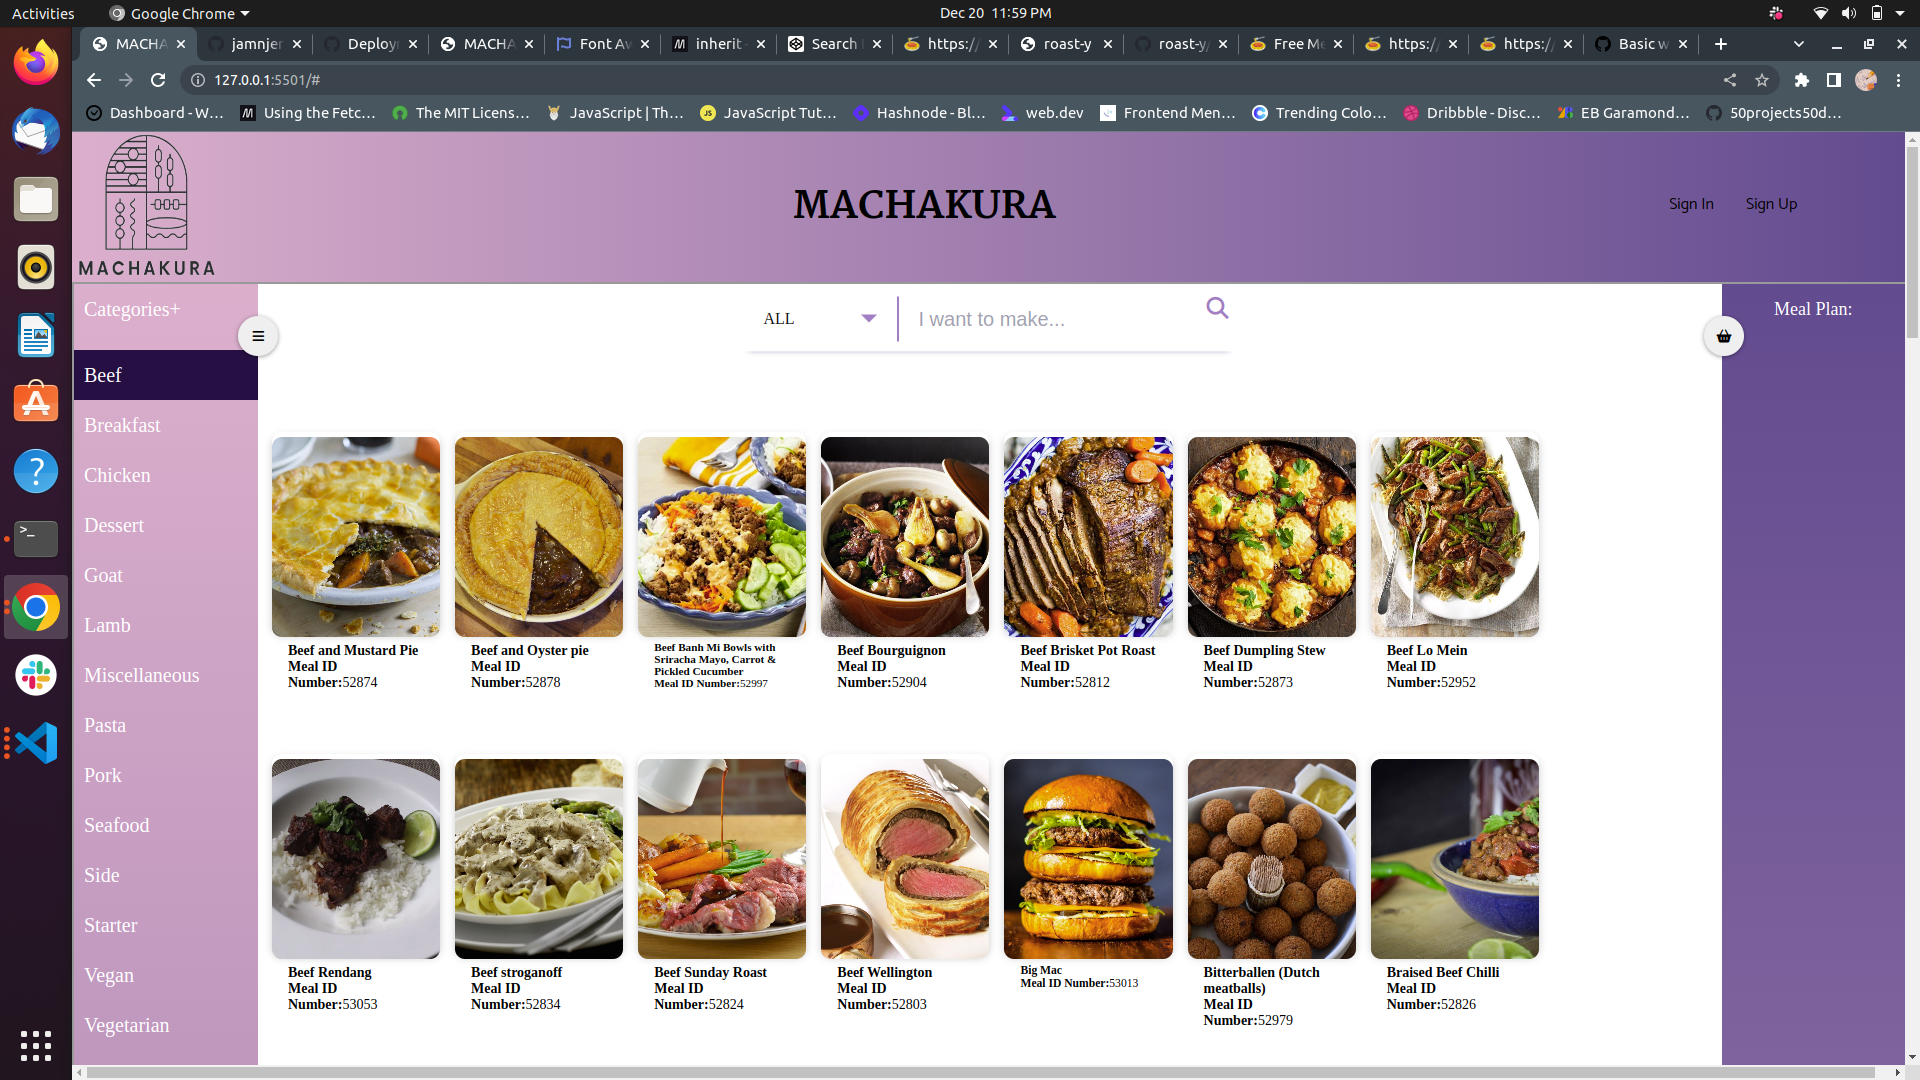 Activities
Google Chrome
Dec 20 11:59 PM
MACHA
jamnjer
Deploy
MACHA
Font Av
inherit
Search
https://
roast-y
roast-y/
Free Me
https://
https://
Basic w
127.0.0.1:5501/#
Dashboard - W…
Using the Fetc…
The MIT Licens…
JavaScript | Th…
JavaScript Tut…
Hashnode - Bl…
web.dev
Frontend Men…
Trending Colo…
Dribbble - Disc…
EB Garamond…
50projects50d…
MACHAKURA
MACHAKURA
Sign In
Sign Up
Categories+
Beef
Breakfast
Chicken
Dessert
Goat
Lamb
Miscellaneous
Pasta
Pork
Seafood
Side
Starter
Vegan
Vegetarian
ALL
I want to make...
Meal Plan:
Beef and Mustard Pie
Meal ID
Number:52874
Beef and Oyster pie
Meal ID
Number:52878
Beef Banh Mi Bowls with
Sriracha Mayo, Carrot &
Pickled Cucumber
Meal ID Number:52997
Beef Bourguignon
Meal ID
Number:52904
Beef Brisket Pot Roast
Meal ID
Number:52812
Beef Dumpling Stew
Meal ID
Number:52873
Beef Lo Mein
Meal ID
Number:52952
Beef Rendang
Meal ID
Number:53053
Beef stroganoff
Meal ID
Number:52834
Beef Sunday Roast
Meal ID
Number:52824
Beef Wellington
Meal ID
Number:52803
Big Mac
Meal ID Number:53013
Bitterballen (Dutch
meatballs)
Meal ID
Number:52979
Braised Beef Chilli
Meal ID
Number:52826